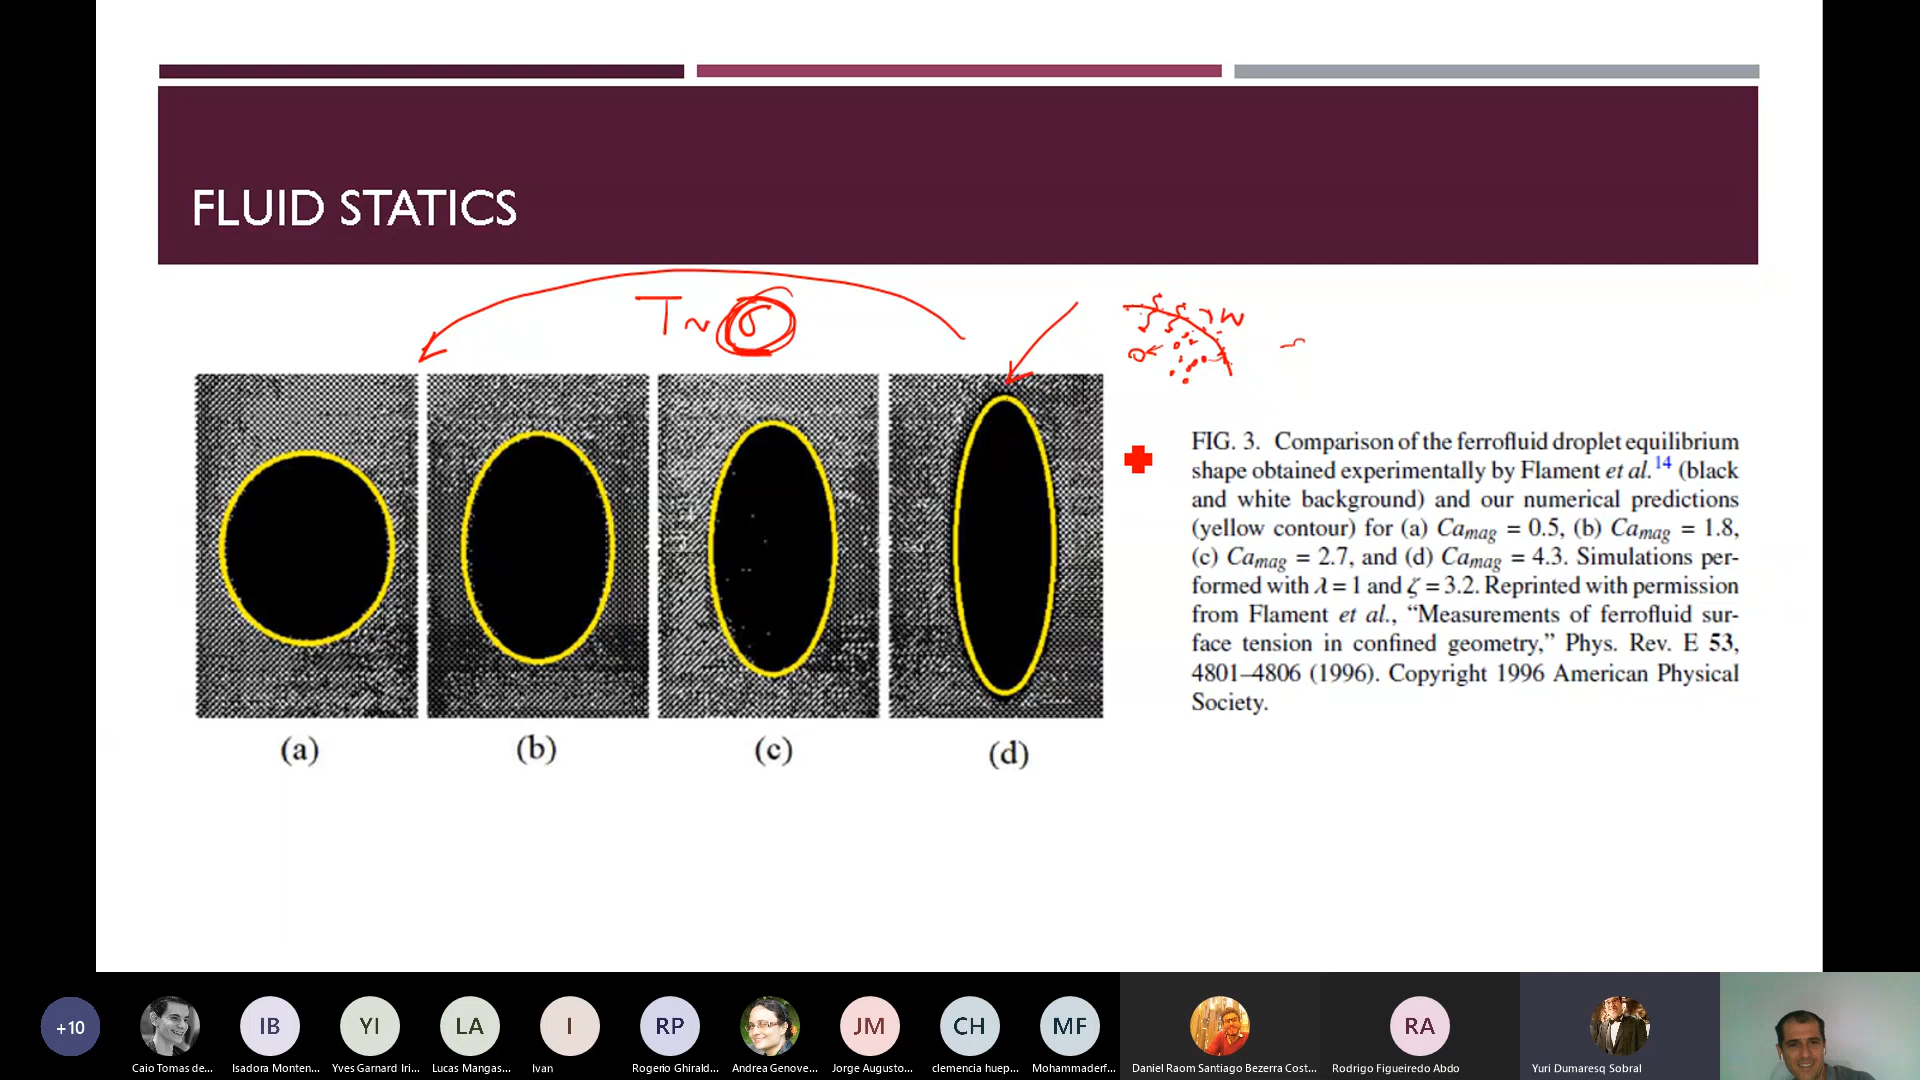 FLUID STATICS
T ~ σ
FIG. 3. Comparison of the ferrofluid droplet equilibrium
shape obtained experimentally by Flament et al.14 (black
and white background) and our numerical predictions
(yellow contour) for (a) Camag = 0.5, (b) Camag = 1.8,
(c) Camag = 2.7, and (d) Camag = 4.3. Simulations per-
formed with λ = 1 and ζ = 3.2. Reprinted with permission
from Flament et al., “Measurements of ferrofluid sur-
face tension in confined geometry,” Phys. Rev. E 53,
4801–4806 (1996). Copyright 1996 American Physical
Society.
(a) (b) (c) (d)
+10 IB YI LA I RP JM CH MF RA
Caio Tomas de... Isadora Monten... Yves Garnard Iri... Lucas Mangas... Ivan Rogerio Ghirald... Andrea Genove... Jorge Augusto... clemencia huep... Mohammaderf... Daniel Raom Santiago Bezerra Cost... Rodrigo Figueiredo Abdo Yuri Dumaresq Sobral